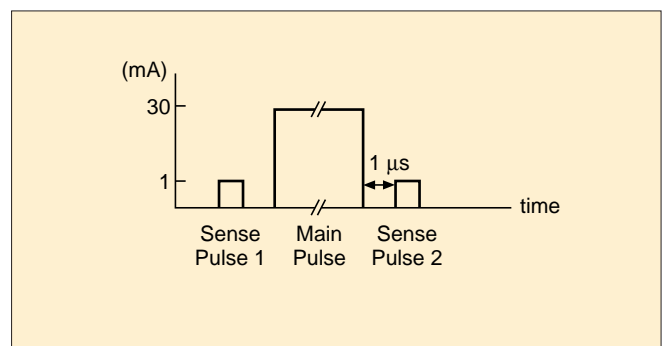 (mA)
30
1 μs
1
time
Sense
Pulse 1
Main
Pulse
Sense
Pulse 2